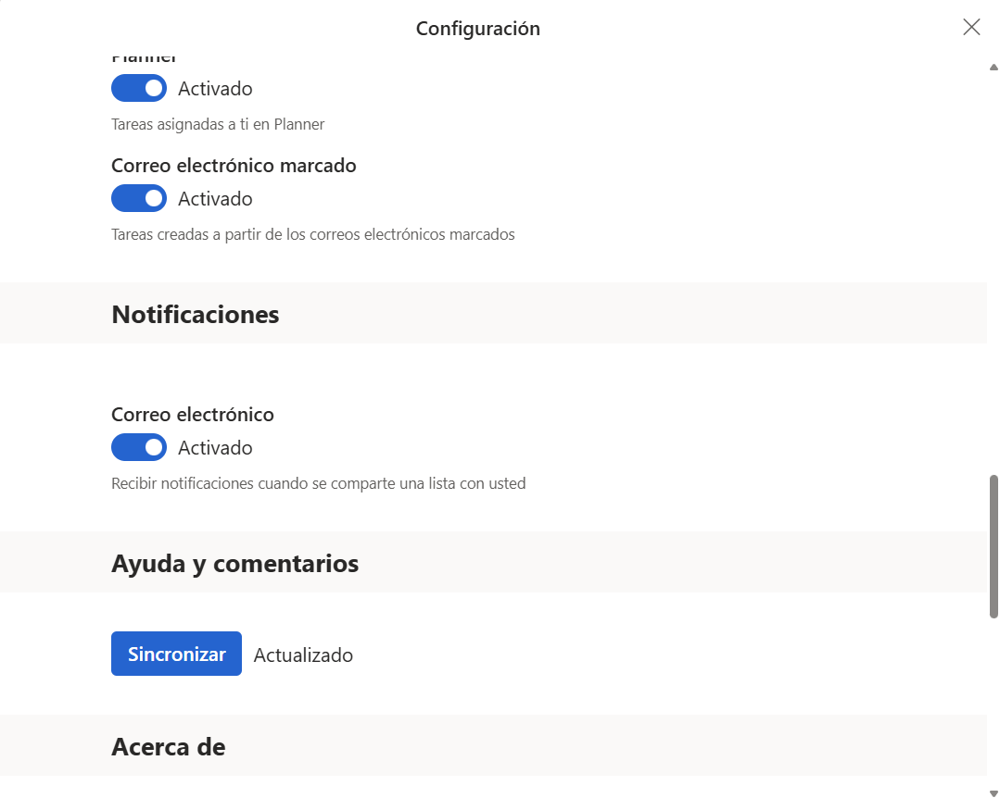 Configuración
Planner
Activado
Tareas asignadas a ti en Planner
Correo electrónico marcado
Activado
Tareas creadas a partir de los correos electrónicos marcados
Notificaciones
Correo electrónico
Activado
Recibir notificaciones cuando se comparte una lista con usted
Ayuda y comentarios
Sincronizar Actualizado
Acerca de